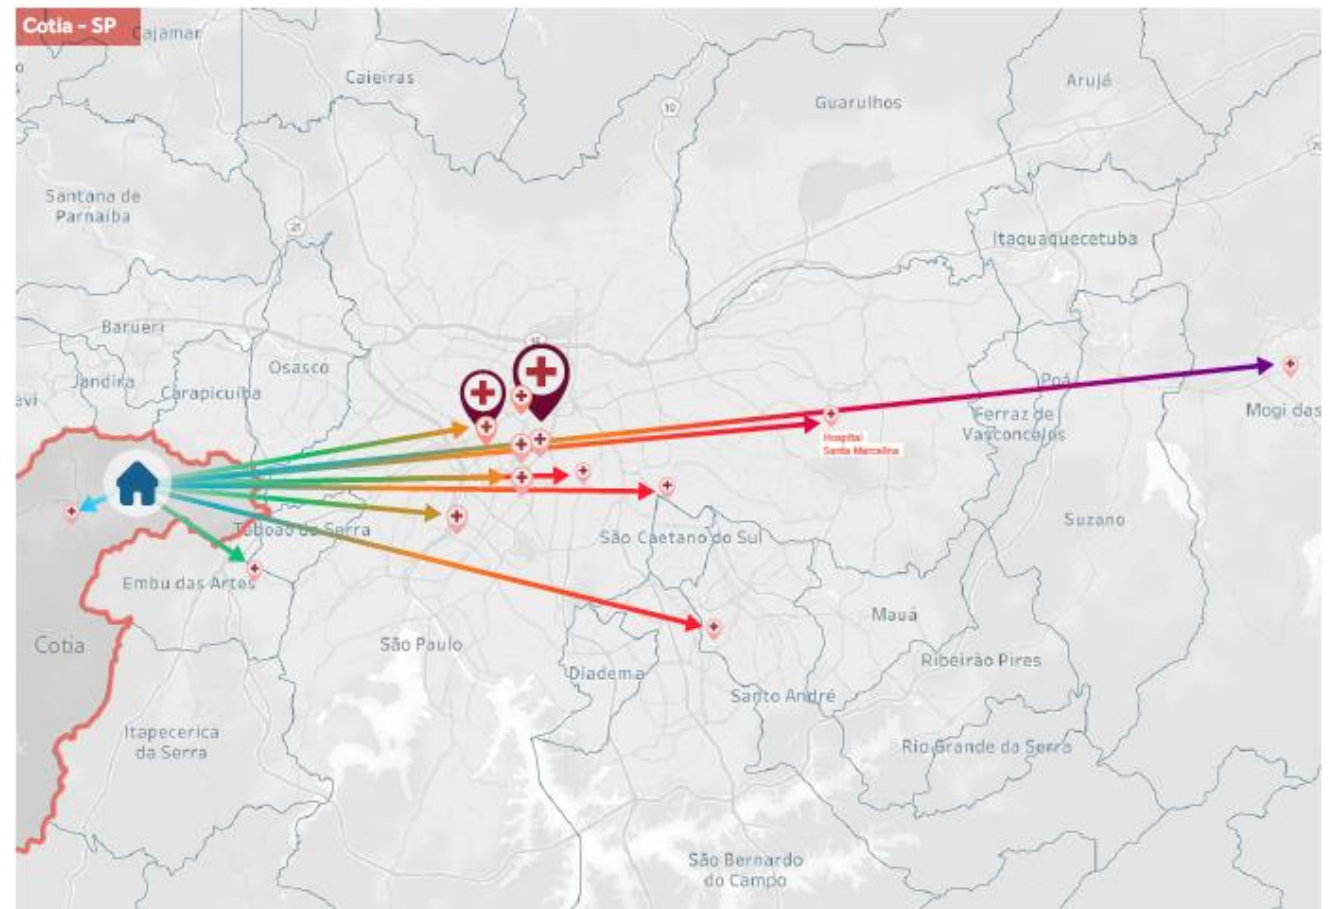 Cotia - SP
Cajamar
Caieiras
Arujá
Guarulhos
Santana de
Parnaíba
21
Itaquaquecetuba
Barueri
Osasco
Jandira
Carapicuíba
evi
Poá
Mogi das
Ferraz de
Vasconcelos
Hospital
Santa Marcelina
Suzano
Taboão da Serra
São Caetano do Sul
Embu das Artes
Mauá
Cotia
São Paulo
Ribeirão Pires
Diadema
Santo André
Itapecerica
da Serra
Rio Grande da Serra
São Bernardo
do Campo